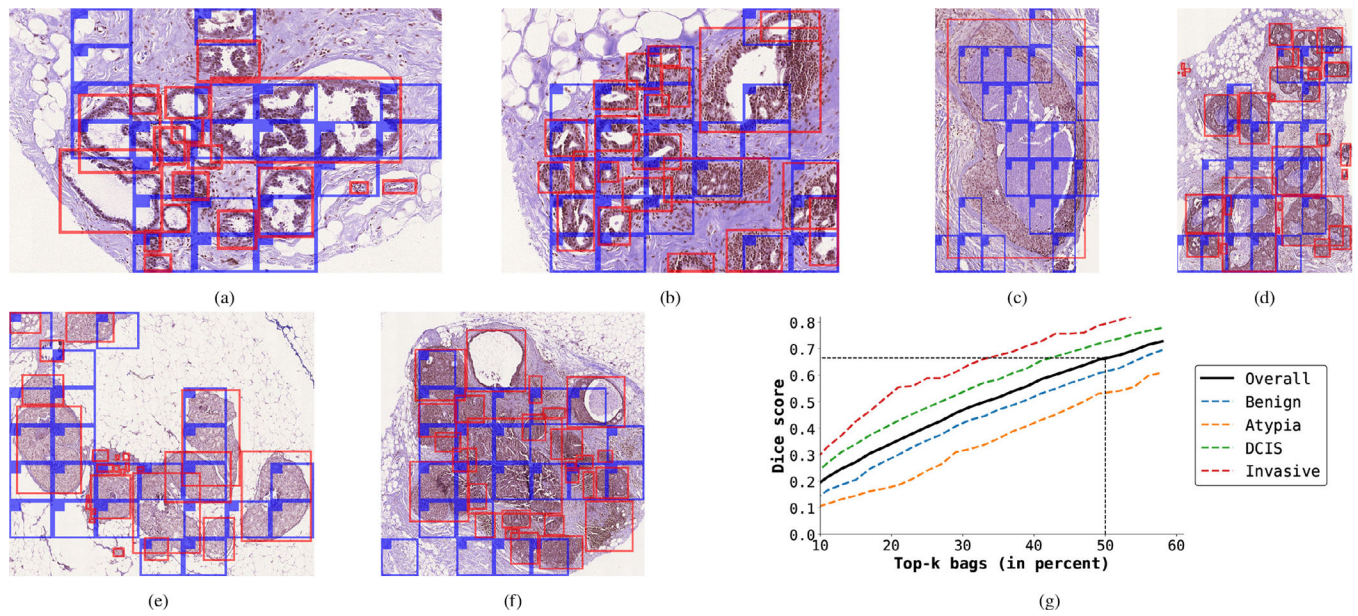 (a)
(b)
(c)
(d)
(e)
(f)
Dice score
0.8
0.7
0.6
0.5
0.4
0.3
0.2
0.1
0.0
10
20
30
40
50
60
Top-k bags (in percent)
Overall
Benign
Atypia
DCIS
Invasive
(g)